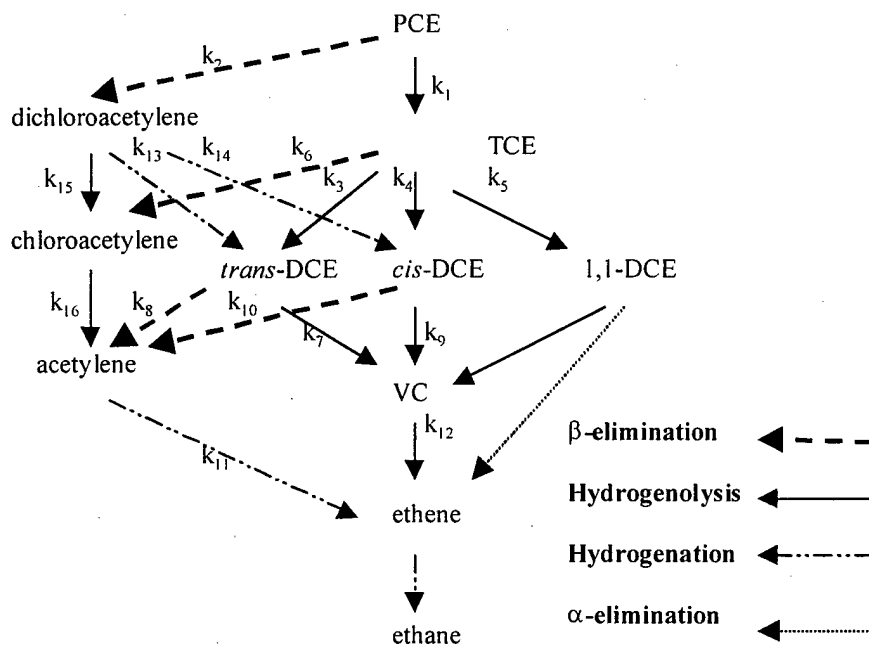 PCE
k₂
k₁
dichloroacetylene
k₁₃ k₁₄ k₆ TCE
k₁₅ k₃ k₄ k₅
chloroacetylene
trans-DCE cis-DCE 1,1-DCE
k₁₆ k₈ k₁₀
k₇ k₉
acetylene
VC
k₁₂
β-elimination
k₁₁
Hydrogenolysis
ethene
Hydrogenation
α-elimination
ethane